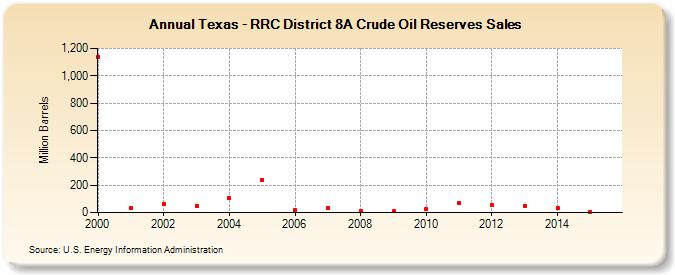 Annual Texas - RRC District 8A Crude Oil Reserves Sales
Million Barrels
1,200
1,000
800
600
400
200
0
2000 2002 2004 2006 2008 2010 2012 2014
Source: U.S. Energy Information Administration